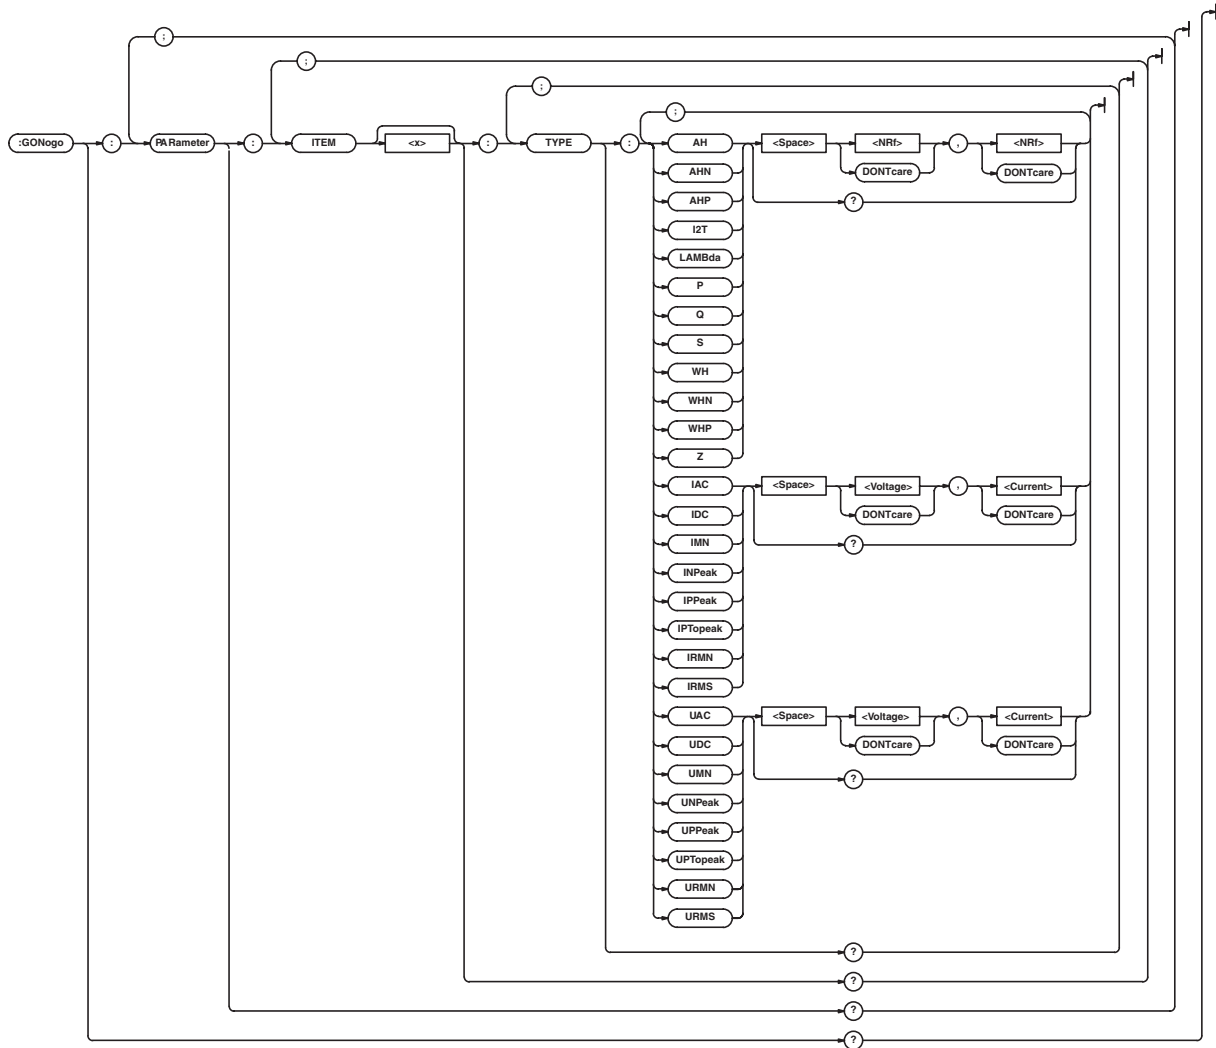 ;
;
;
;
:GONogo : PARameter : ITEM <x> : TYPE : AH <Space> <NRf> , <NRf>
AHN DONTcare DONTcare
AHP ?
I2T
LAMBda
P
Q
S
WH
WHN
WHP
Z
IAC <Space> <Voltage> , <Current>
IDC DONTcare DONTcare
IMN ?
INPeak
IPPeak
IPTopeak
IRMN
IRMS
UAC <Space> <Voltage> , <Current>
UDC DONTcare DONTcare
UMN ?
UNPeak
UPPeak
UPTopeak
URMN
URMS
?
?
?
?